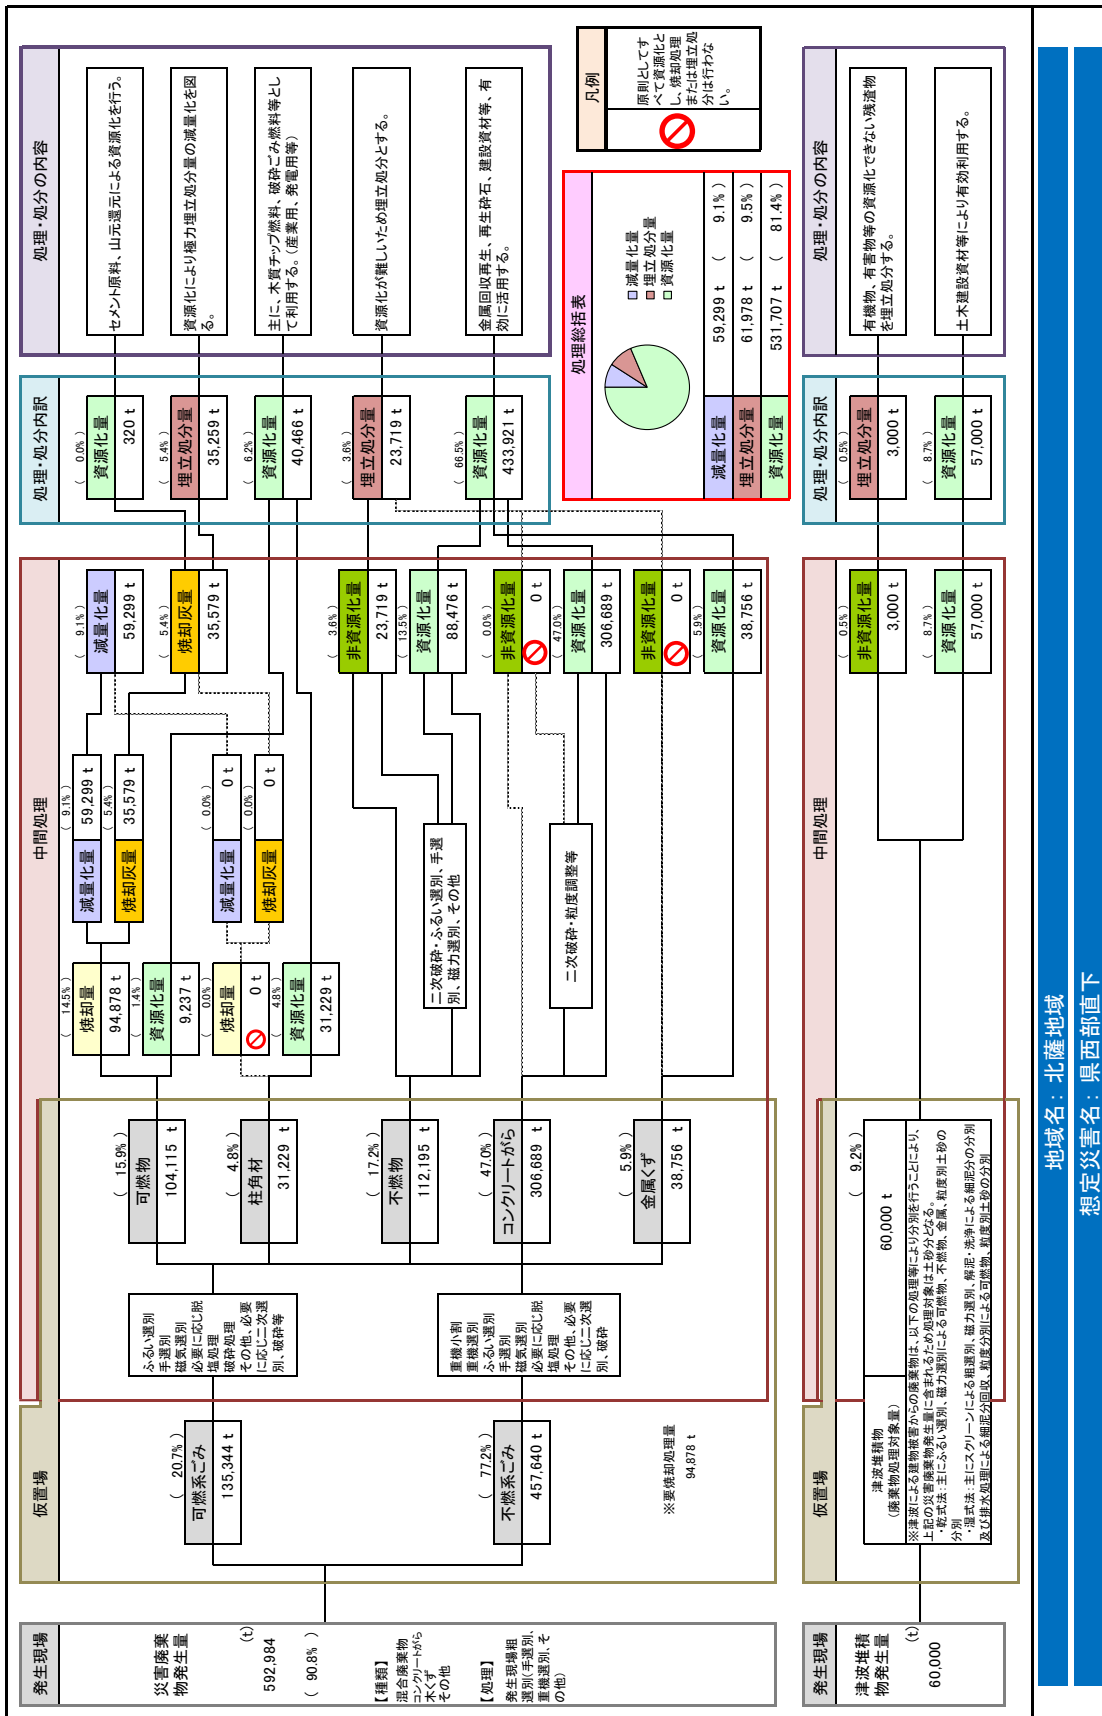 地域名：北薩地域
想定災害名：県西部直下
発生現場
災害廃棄
物発生量
(t)
592,984
( 90.8% )
【種類】
混合廃棄物
コンクリートがら
木くず
その他
【処理】
発生現場粗
選別(手選別、
重機選別、そ
の他)
仮置場
( 20.7% )
可燃系ごみ
135,344 t
( 77.2% )
不燃系ごみ
457,640 t
※要焼却処理量
94,878 t
中間処理
ふるい選別
手選別
磁気選別
必要に応じ脱
塩処理
破砕処理
その他、必要
に応じ二次選
別、破砕等
重機小割
重機選別
ふるい選別
手選別
磁気選別
必要に応じ脱
塩処理
その他、必要
に応じ二次選
別、破砕
( 15.9% )
可燃物
104,115 t
( 4.8% )
柱角材
31,229 t
( 17.2% )
不燃物
112,195 t
( 47.0% )
コンクリートがら
306,689 t
( 5.9% )
金属くず
38,756 t
( 14.5% )
焼却量
94,878 t
( 1.4% )
資源化量
9,237 t
( 0.0% )
焼却量
0 t
( 4.8% )
資源化量
31,229 t
( 9.1% )
減量化量
59,299 t
( 5.4% )
焼却灰量
35,579 t
( 0.0% )
減量化量
0 t
( 0.0% )
焼却灰量
0 t
二次破砕・ふるい選別、手選
別、磁力選別、その他
二次破砕・粒度調整等
( 9.1% )
減量化量
59,299 t
( 5.4% )
焼却灰量
35,579 t
( 3.6% )
非資源化量
23,719 t
( 13.5% )
資源化量
88,476 t
( 0.0% )
非資源化量
0 t
( 47.0% )
資源化量
306,689 t
非資源化量
0 t
( 5.9% )
資源化量
38,756 t
処理・処分内訳
( 0.0% )
資源化量
320 t
( 5.4% )
埋立処分量
35,259 t
( 6.2% )
資源化量
40,466 t
( 3.6% )
埋立処分量
23,719 t
( 66.5% )
資源化量
433,921 t
処理・処分の内容
セメント原料、山元還元による資源化を行う。
資源化により極力埋立処分量の減量化を図
る。
主に、木質チップ燃料、破砕ごみ燃料等とし
て利用する。(産業用、発電用等)
資源化が難しいため埋立処分とする。
金属回収再生、再生砕石、建設資材等、有
効に活用する。
処理総括表
減量化量
埋立処分量
資源化量
減量化量 59,299 t ( 9.1% )
埋立処分量 61,978 t ( 9.5% )
資源化量 531,707 t ( 81.4% )
凡例
原則としてす
べて資源化と
し、焼却処理
または埋立処
分は行わな
い。
発生現場
津波堆積
物発生量
(t)
60,000
仮置場
津波堆積物
(廃棄物処理対象量)
( 9.2% )
60,000 t
※津波による建物被害からの廃棄物は、以下の処理等により分別を行うことにより、
上記の災害廃棄物発生量に含まれるため処理対象は土砂分となる。
・乾式法：主にふるい選別、磁力選別による可燃物、不燃物、金属、粒度別土砂の
分別
・湿式法：主にスクリーンによる粗選別、磁力選別、解泥・洗浄による細泥分の分別
及び排水処理による細泥分回収、粒度分別による可燃物、粒度別土砂の分別
中間処理
( 0.5% )
非資源化量
3,000 t
( 8.7% )
資源化量
57,000 t
処理・処分内訳
( 0.5% )
埋立処分量
3,000 t
( 8.7% )
資源化量
57,000 t
処理・処分の内容
有機物、有害物等の資源化できない残渣物
を埋立処分する。
土木建設資材等により有効利用する。